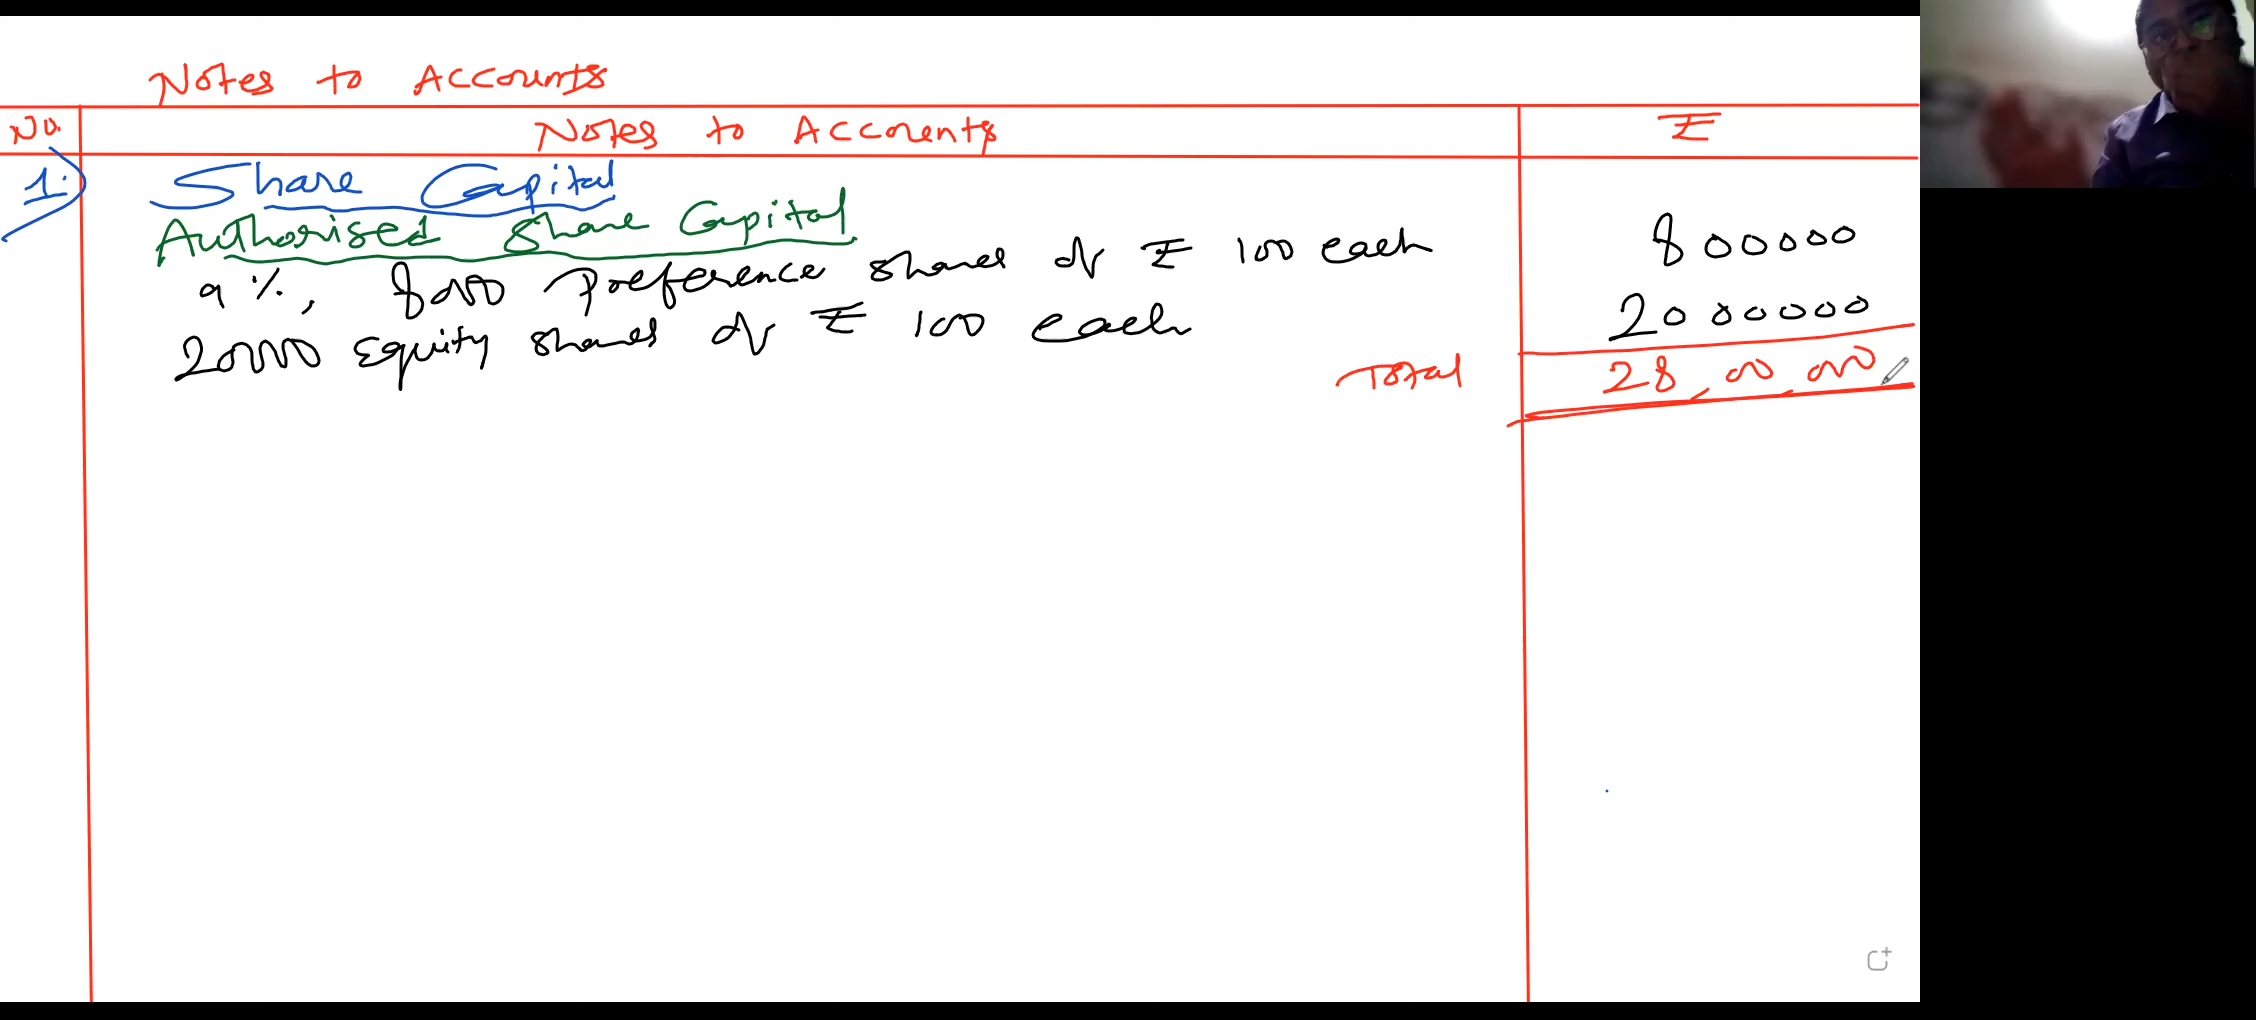 Notes to Accounts
No. Notes to Accounts ₹
1. Share Capital
Authorised Share Capital
9%, 8000 Preference shares of ₹ 100 each 800000
20000 Equity shares of ₹ 100 each 2000000
Total 28,00,000